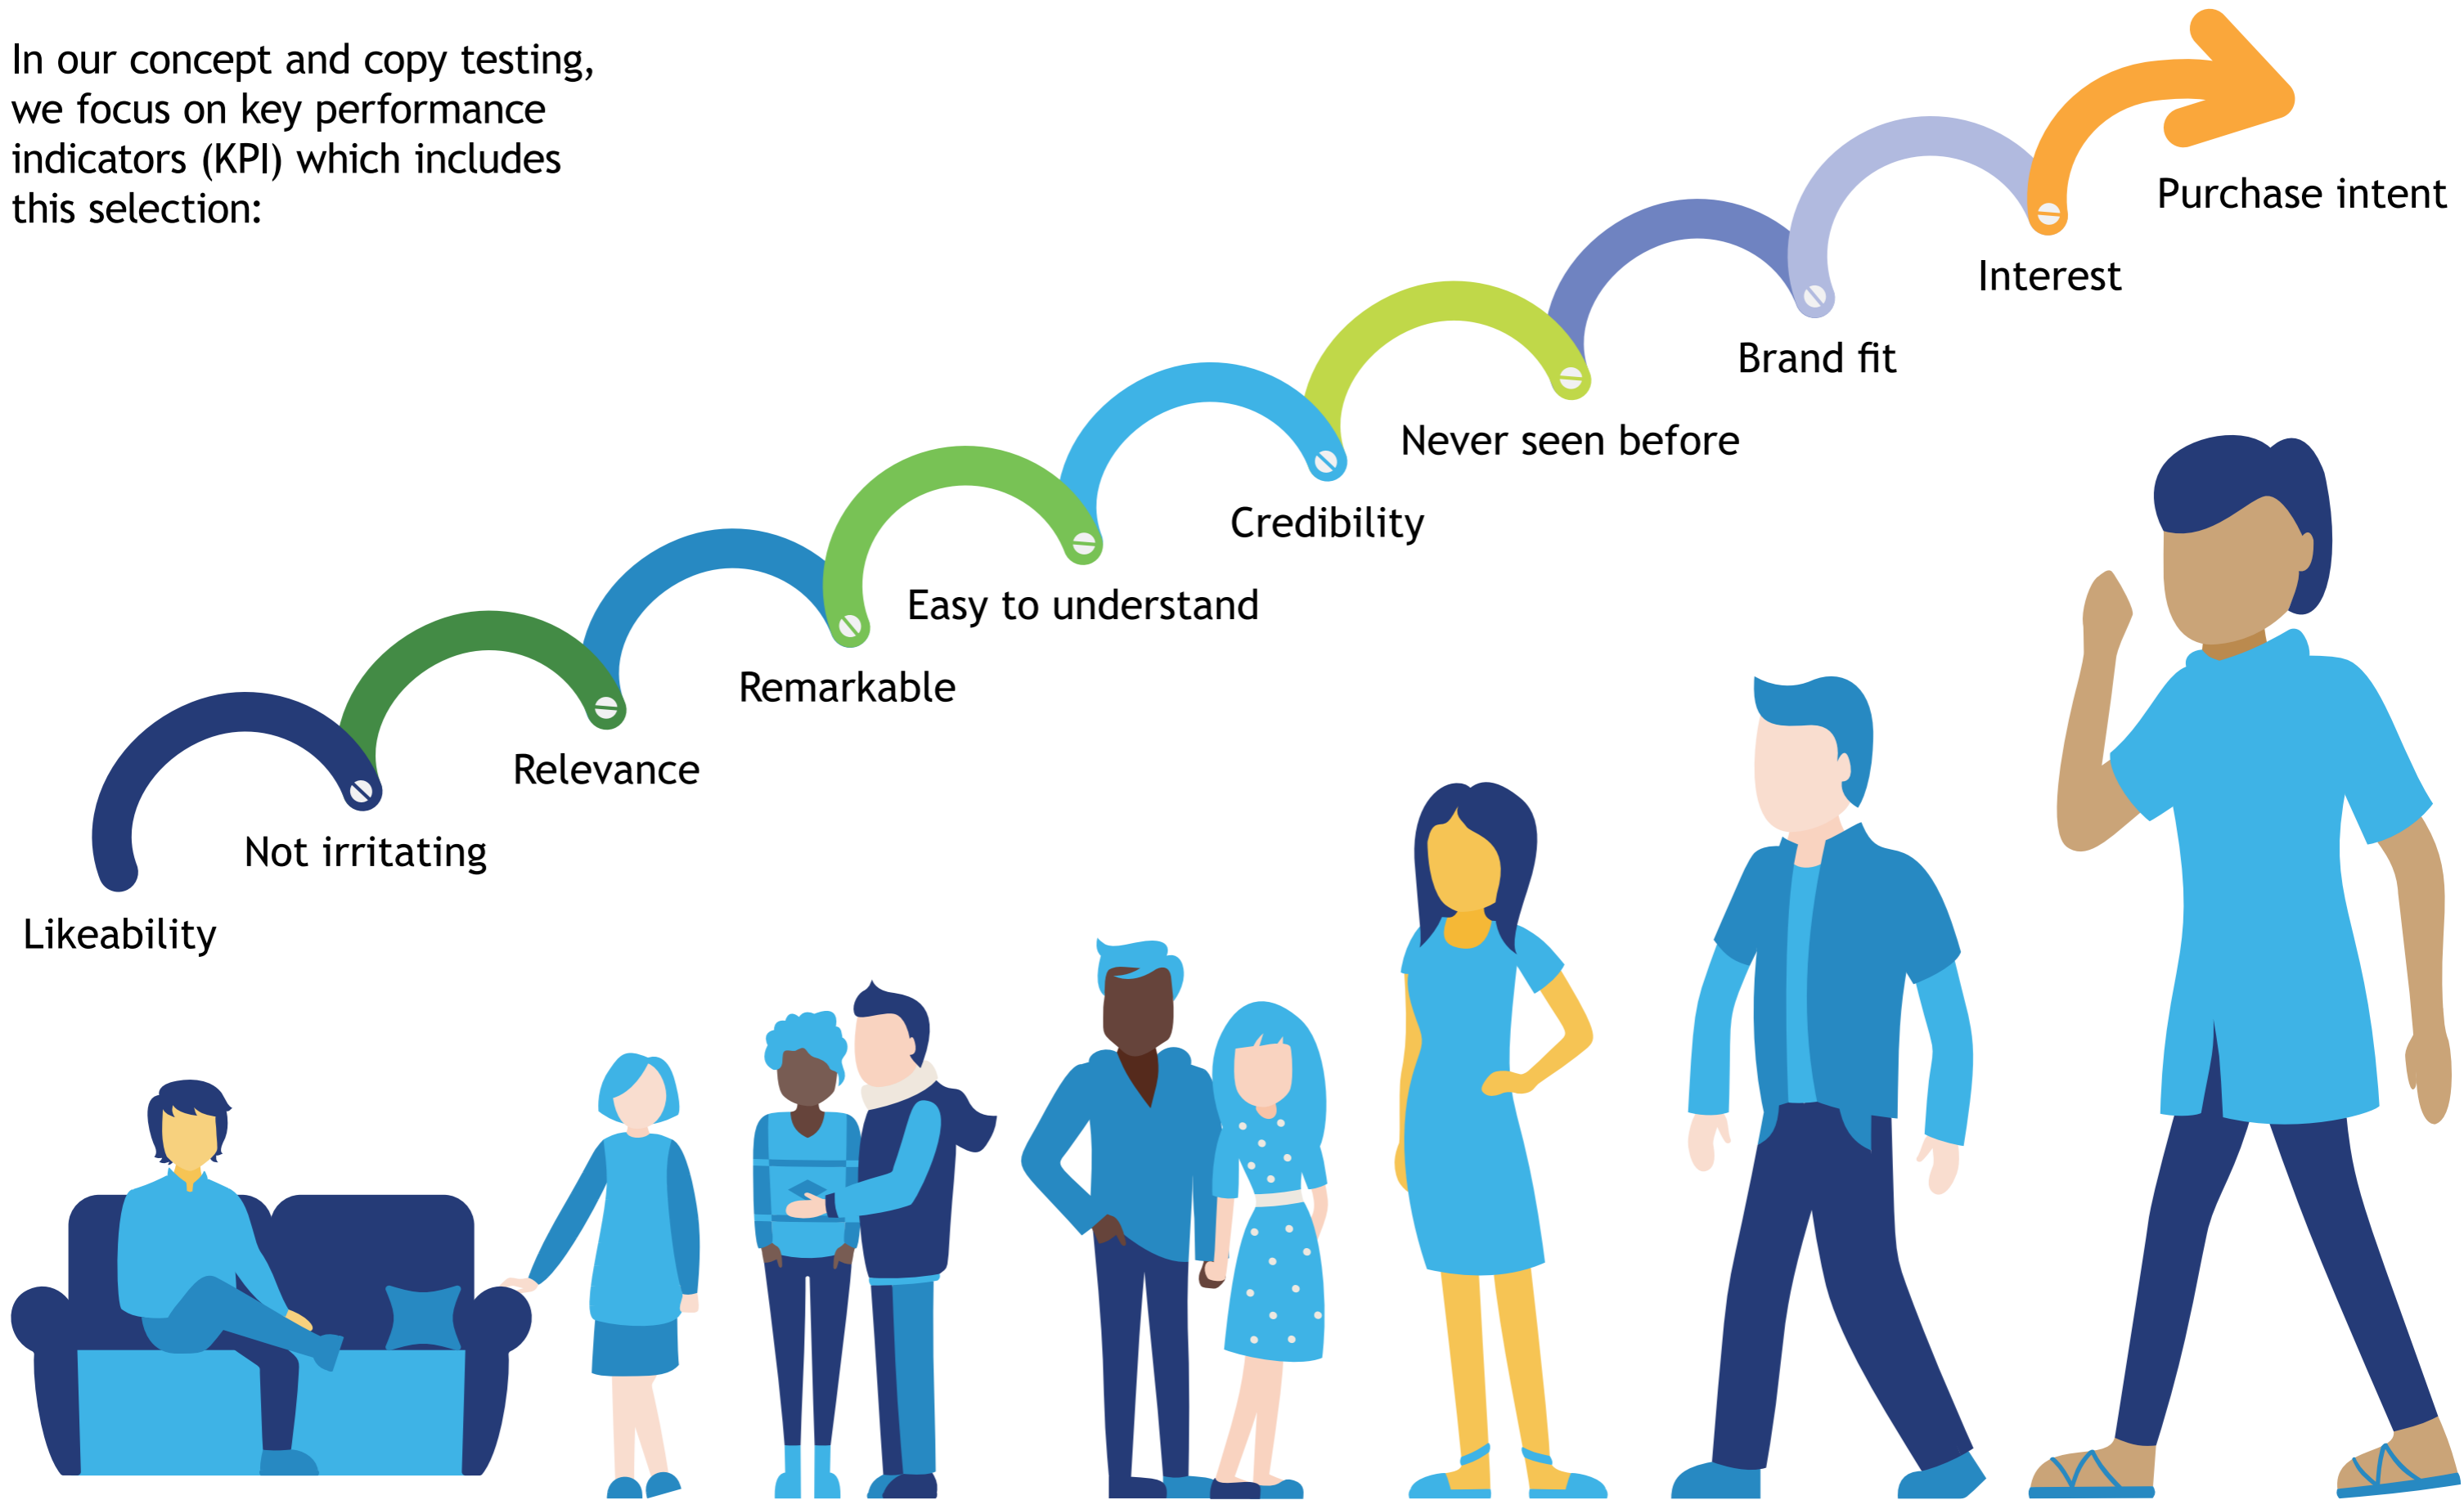 In our concept and copy testing,
we focus on key performance
indicators (KPI) which includes
this selection:
Likeability
Not irritating
Relevance
Remarkable
Easy to understand
Credibility
Never seen before
Brand fit
Interest
Purchase intent